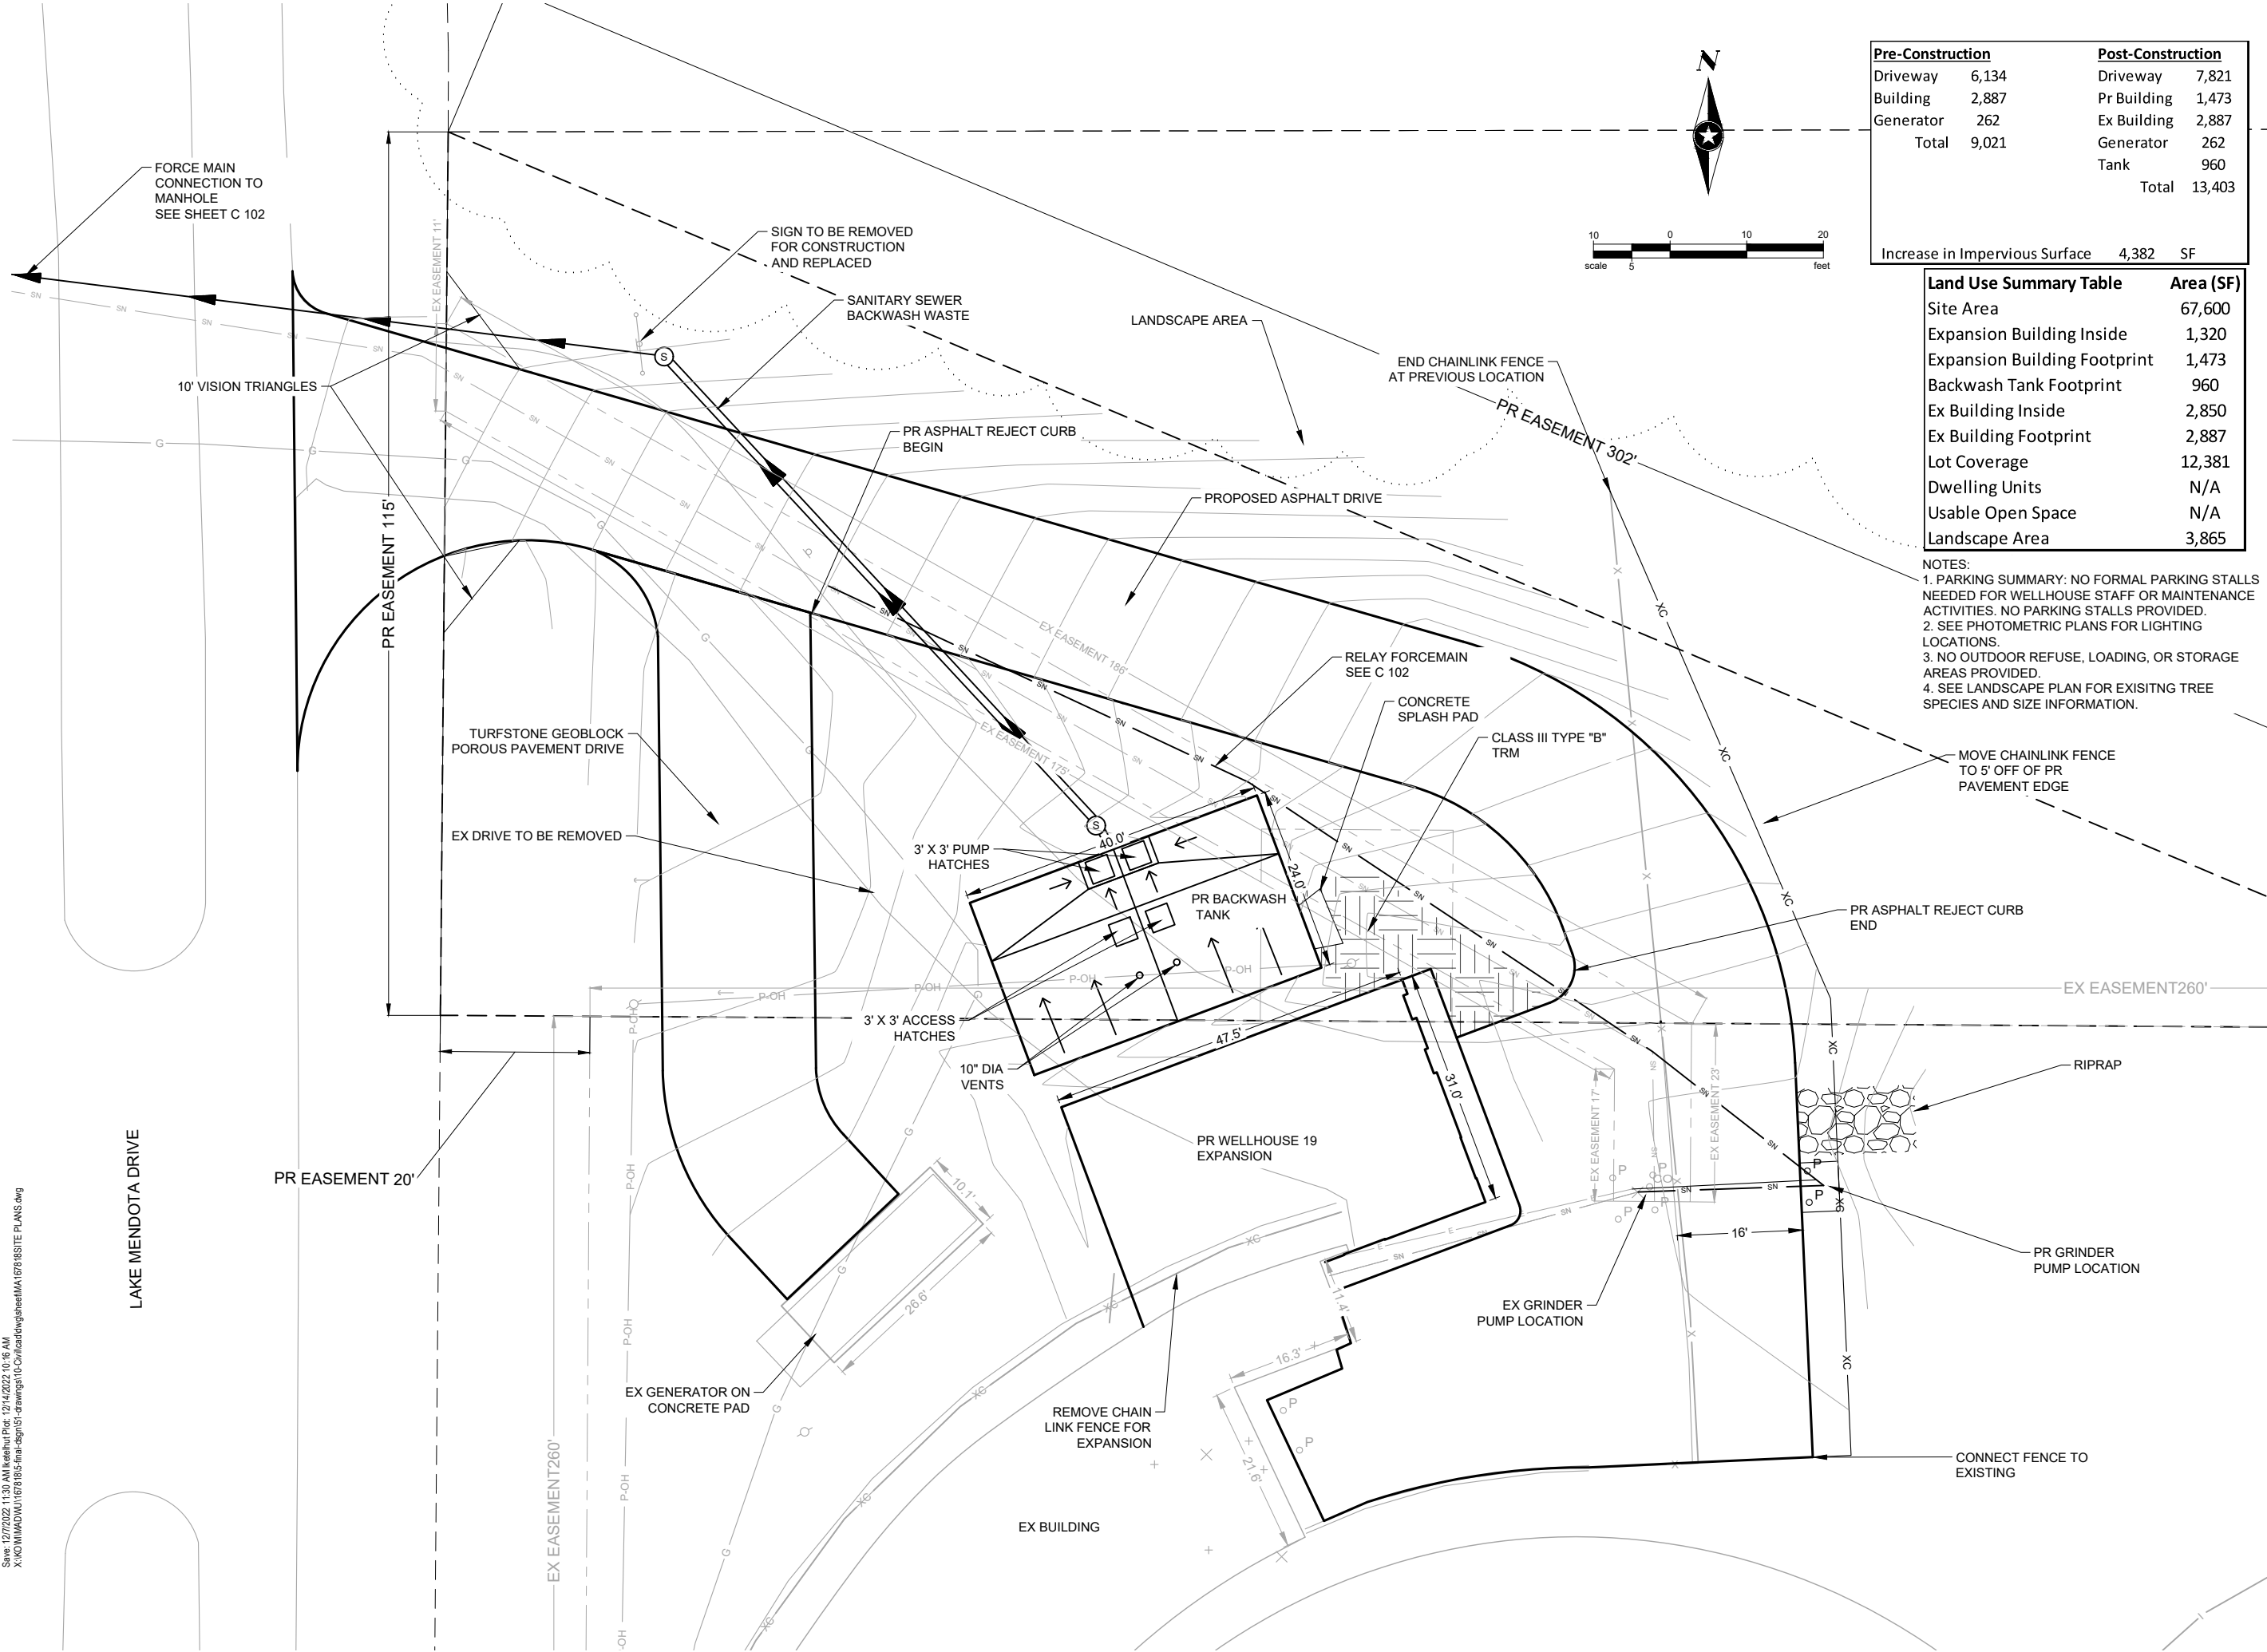 N
10 0 10 20
scale 5 feet
Pre-Construction Post-Construction
Driveway 6,134 Driveway 7,821
Building 2,887 Pr Building 1,473
Generator 262 Ex Building 2,887
Total 9,021 Generator 262
Tank 960
Total 13,403
Increase in Impervious Surface 4,382 SF
Land Use Summary Table Area (SF)
Site Area 67,600
Expansion Building Inside 1,320
Expansion Building Footprint 1,473
Backwash Tank Footprint 960
Ex Building Inside 2,850
Ex Building Footprint 2,887
Lot Coverage 12,381
Dwelling Units N/A
Usable Open Space N/A
Landscape Area 3,865
NOTES:
1. PARKING SUMMARY: NO FORMAL PARKING STALLS
NEEDED FOR WELLHOUSE STAFF OR MAINTENANCE
ACTIVITIES. NO PARKING STALLS PROVIDED.
2. SEE PHOTOMETRIC PLANS FOR LIGHTING
LOCATIONS.
3. NO OUTDOOR REFUSE, LOADING, OR STORAGE
AREAS PROVIDED.
4. SEE LANDSCAPE PLAN FOR EXISITNG TREE
SPECIES AND SIZE INFORMATION.
FORCE MAIN
CONNECTION TO
MANHOLE
SEE SHEET C 102
EX EASEMENT 11'
SIGN TO BE REMOVED
FOR CONSTRUCTION
AND REPLACED
SANITARY SEWER
BACKWASH WASTE
LANDSCAPE AREA
END CHAINLINK FENCE
AT PREVIOUS LOCATION
PR EASEMENT 302'
10' VISION TRIANGLES
PR ASPHALT REJECT CURB
BEGIN
PROPOSED ASPHALT DRIVE
PR EASEMENT 115'
EX EASEMENT 186'
EX EASEMENT 175'
RELAY FORCEMAIN
SEE C 102
CONCRETE
SPLASH PAD
CLASS III TYPE "B"
TRM
TURFSTONE GEOBLOCK
POROUS PAVEMENT DRIVE
MOVE CHAINLINK FENCE
TO 5' OFF OF PR
PAVEMENT EDGE
EX DRIVE TO BE REMOVED
3' X 3' PUMP
HATCHES
40.0'
24.0'
PR BACKWASH
TANK
PR ASPHALT REJECT CURB
END
EX EASEMENT260'
3' X 3' ACCESS
HATCHES
47.5'
31.0'
10" DIA
VENTS
RIPRAP
EX EASEMENT 17'
EX EASEMENT 23'
PR WELLHOUSE 19
EXPANSION
PR EASEMENT 20'
LAKE MENDOTA DRIVE
10.1'
26.6'
16'
PR GRINDER
PUMP LOCATION
EX GRINDER
PUMP LOCATION
11.4'
16.3'
21.6'
EX GENERATOR ON
CONCRETE PAD
REMOVE CHAIN
LINK FENCE FOR
EXPANSION
CONNECT FENCE TO
EXISTING
EX EASEMENT260'
EX BUILDING